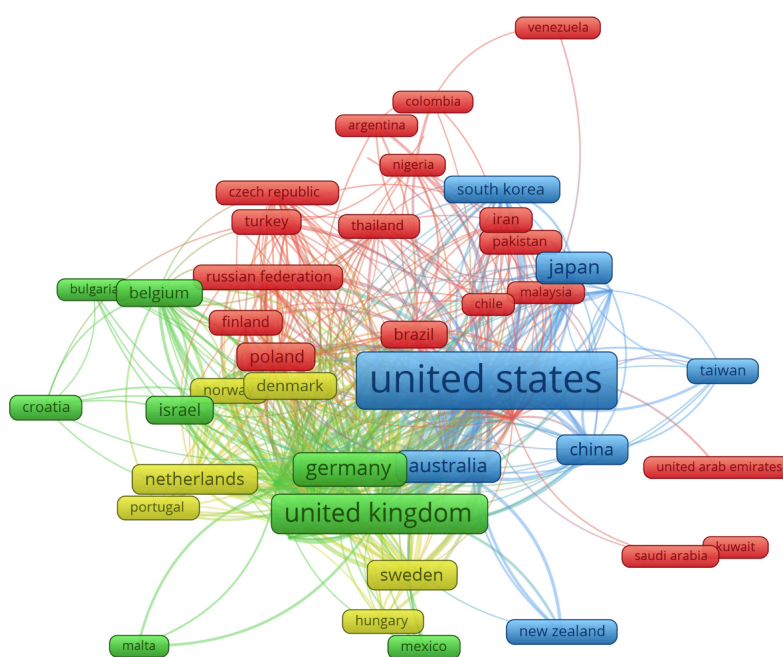 venezuela
colombia
argentina
nigeria
czech republic
south korea
turkey
thailand
iran
pakistan
russian federation
japan
bulgaria
belgium
malaysia
chile
finland
brazil
poland
united states
taiwan
norwa
denmark
croatia
israel
china
germany
australia
united arab emirates
netherlands
portugal
united kingdom
kuwait
saudi arabia
sweden
hungary
new zealand
malta
mexico